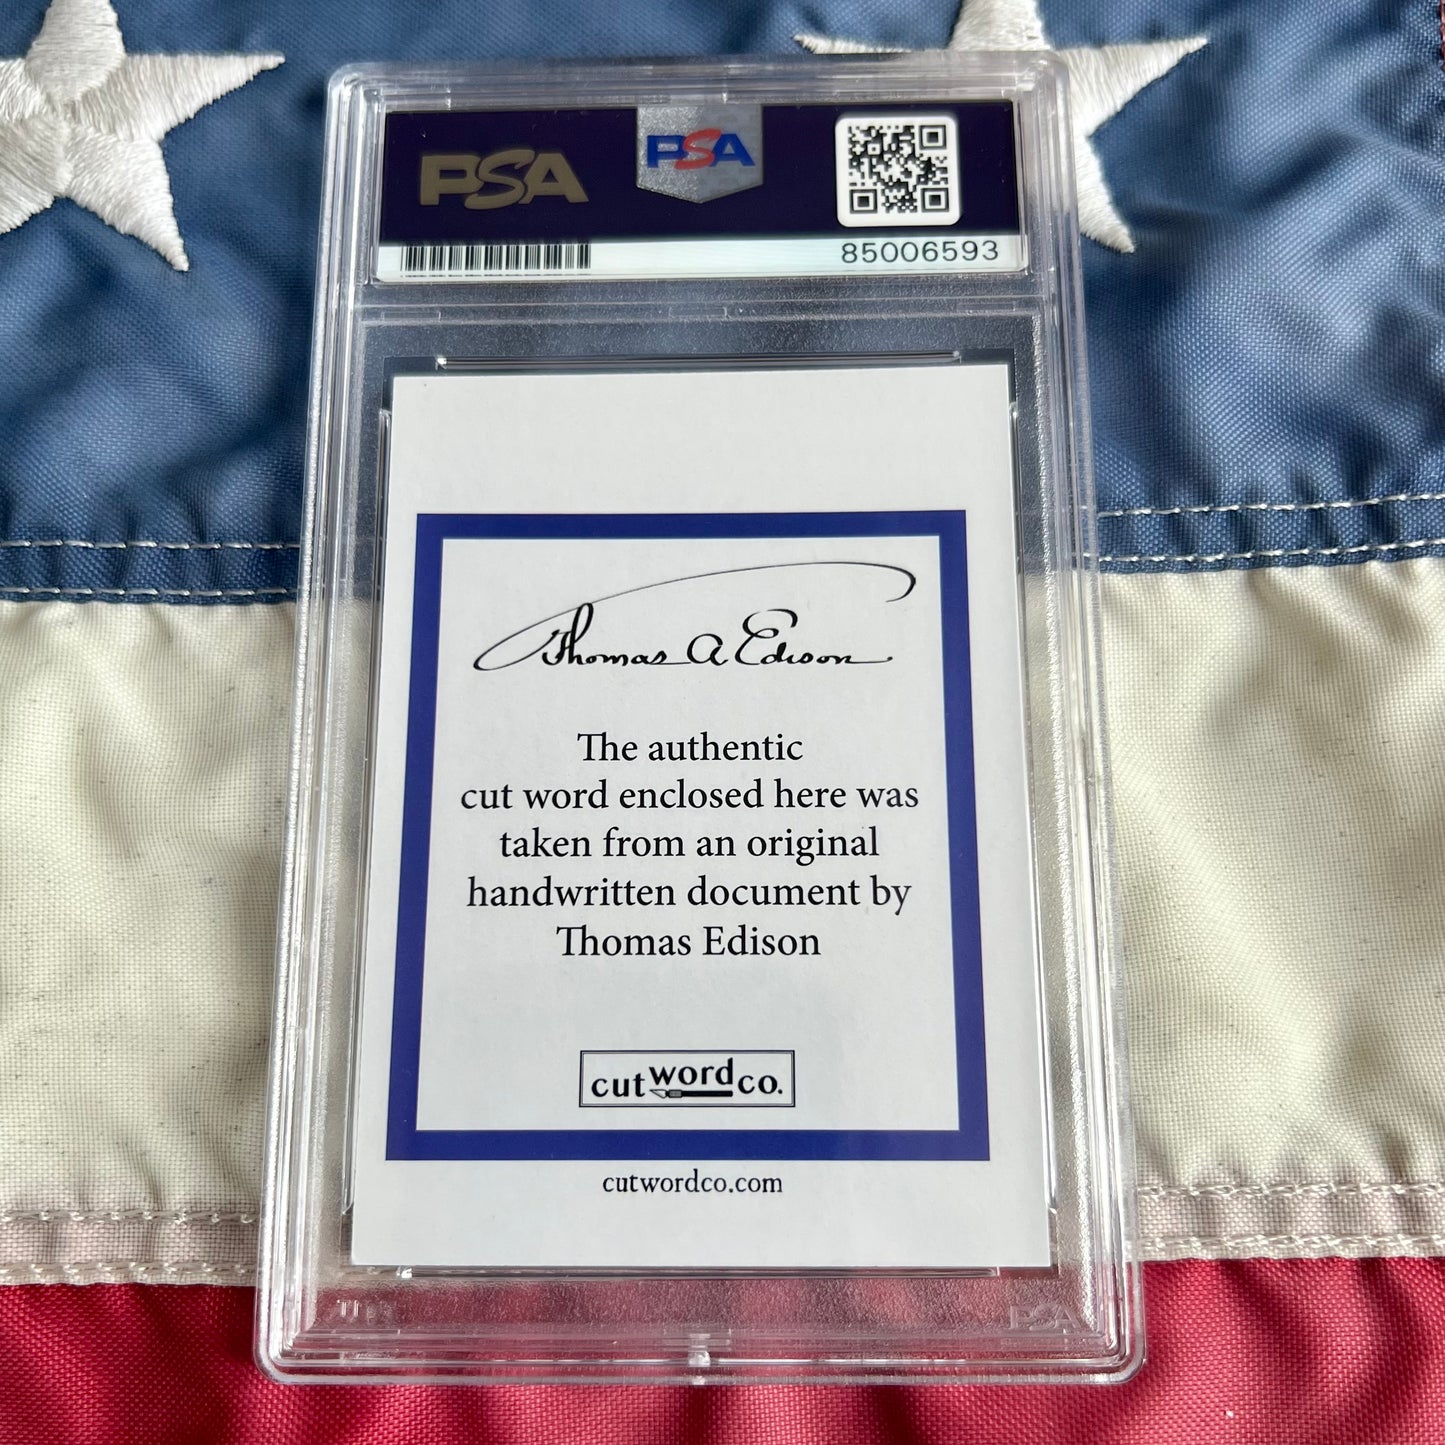 PSA PSA
85006593
Thomas A Edison
The authentic
cut word enclosed here was
taken from an original
handwritten document by
Thomas Edison
cut word co.
cutwordco.com
PSA